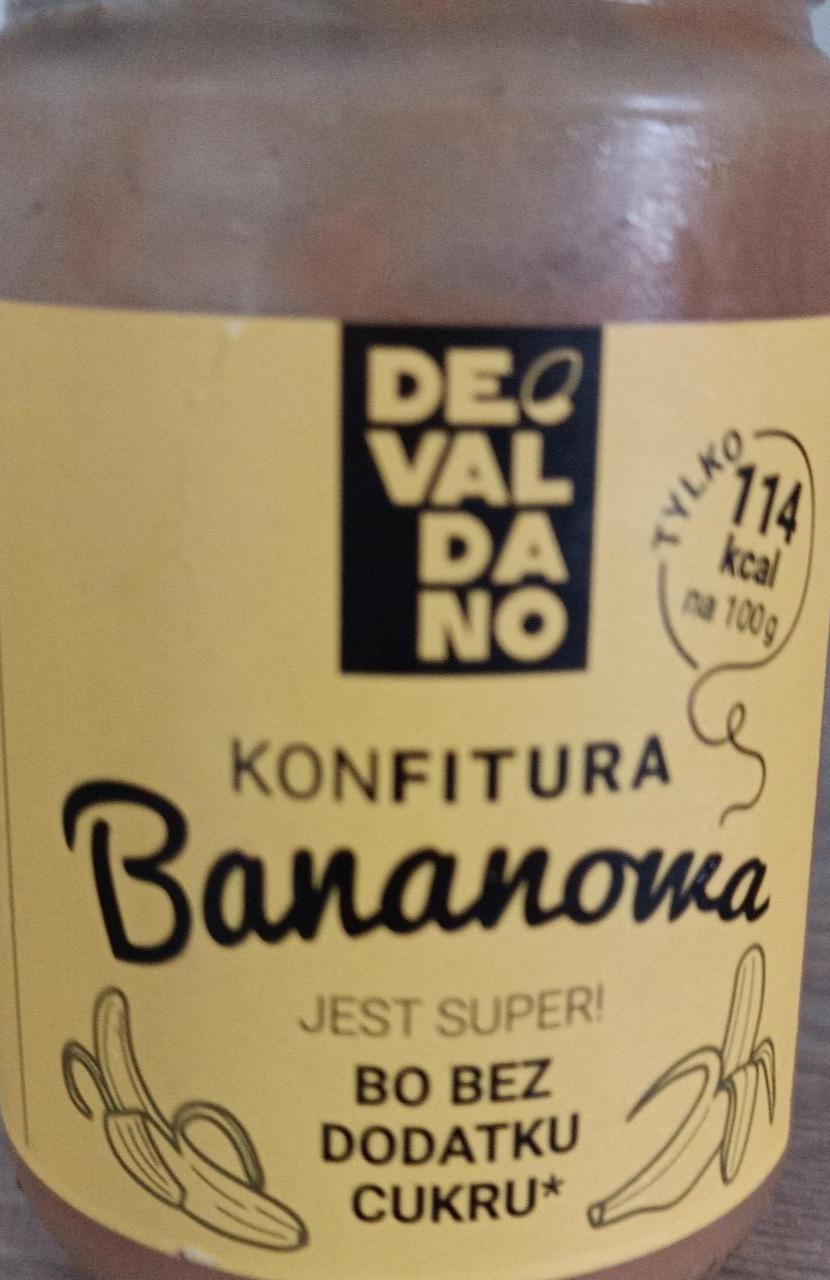 DE
VAL
DA
NO
TYLKO
114
kcal
na 100g
KONFITURA
Bananowa
JEST SUPER!
BO BEZ
DODATKU
CUKRU*